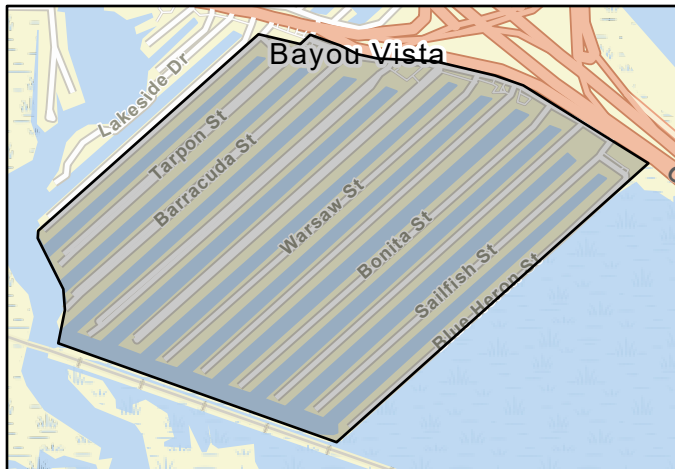 Bayou Vista
Lakeside Dr
Tarpon St
Barracuda St
Warsaw St
Bonita St
Sailfish St
Blue Heron St